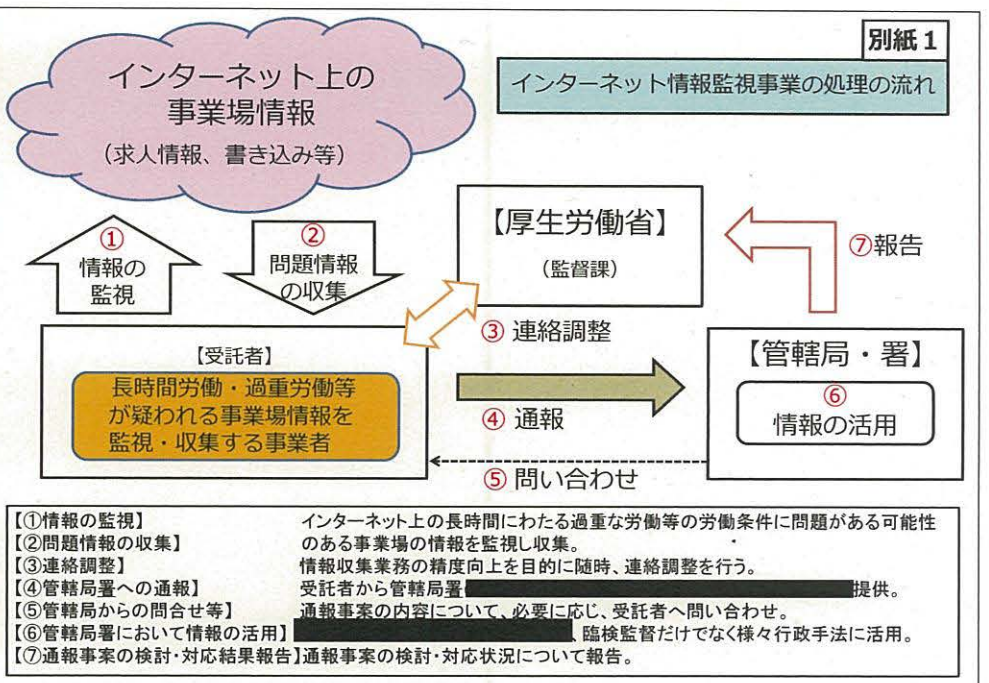 別紙1
インターネット情報監視事業の処理の流れ
インターネット上の
事業場情報
(求人情報、書き込み等)
①
情報の
監視
②
問題情報
の収集
【厚生労働省】
(監督課)
⑦報告
③ 連絡調整
【受託者】
長時間労働・過重労働等
が疑われる事業場情報を
監視・収集する事業者
④ 通報
【管轄局・署】
⑥
情報の活用
⑤ 問い合わせ
【①情報の監視】 インターネット上の長時間にわたる過重な労働等の労働条件に問題がある可能性
【②問題情報の収集】 のある事業場の情報を監視し収集。
【③連絡調整】 情報収集業務の精度向上を目的に随時、連絡調整を行う。
【④管轄局署への通報】 受託者から管轄局署 提供。
【⑤管轄局からの問合せ等】 通報事案の内容について、必要に応じ、受託者へ問い合わせ。
【⑥管轄局署において情報の活用】 、臨検監督だけでなく様々行政手法に活用。
【⑦通報事案の検討・対応結果報告】通報事案の検討・対応状況について報告。